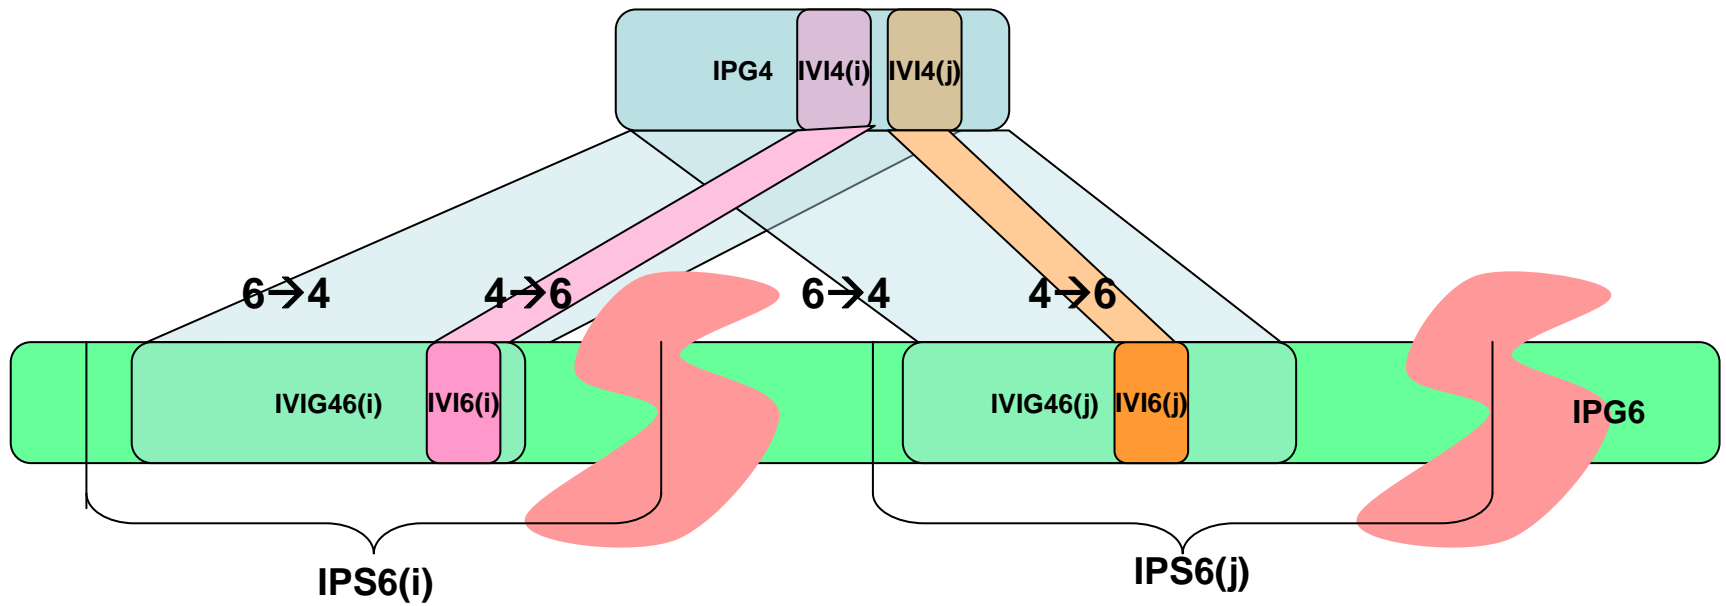 IPG4 IVI4(i) IVI4(j)
6→4 4→6 6→4 4→6
IVIG46(i) IVI6(i) IVIG46(j) IVI6(j) IPG6
IPS6(i) IPS6(j)